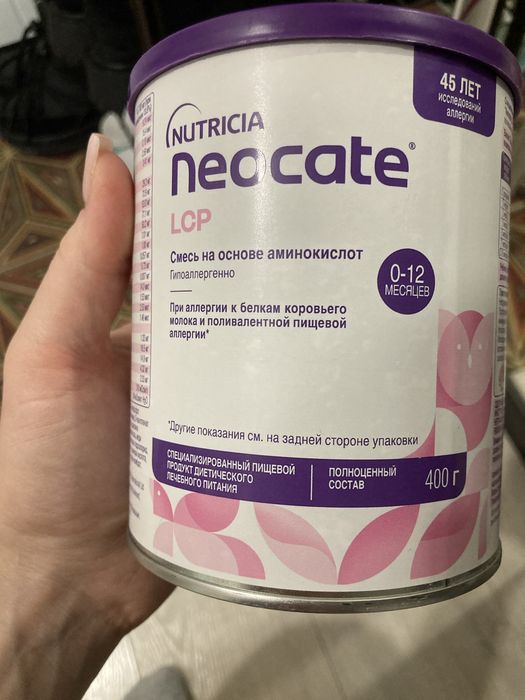 45 ЛЕТ
исследований
аллергии
NUTRICIA
neocate®
LCP
Смесь на основе аминокислот
Гипоаллергенно
0-12
МЕСЯЦЕВ
При аллергии к белкам коровьего
молока и поливалентной пищевой
аллергии*
*Другие показания см. на задней стороне упаковки
СПЕЦИАЛИЗИРОВАННЫЙ ПИЩЕВОЙ
ПРОДУКТ ДИЕТИЧЕСКОГО
ЛЕЧЕБНОГО ПИТАНИЯ
ПОЛНОЦЕННЫЙ
СОСТАВ
400 г